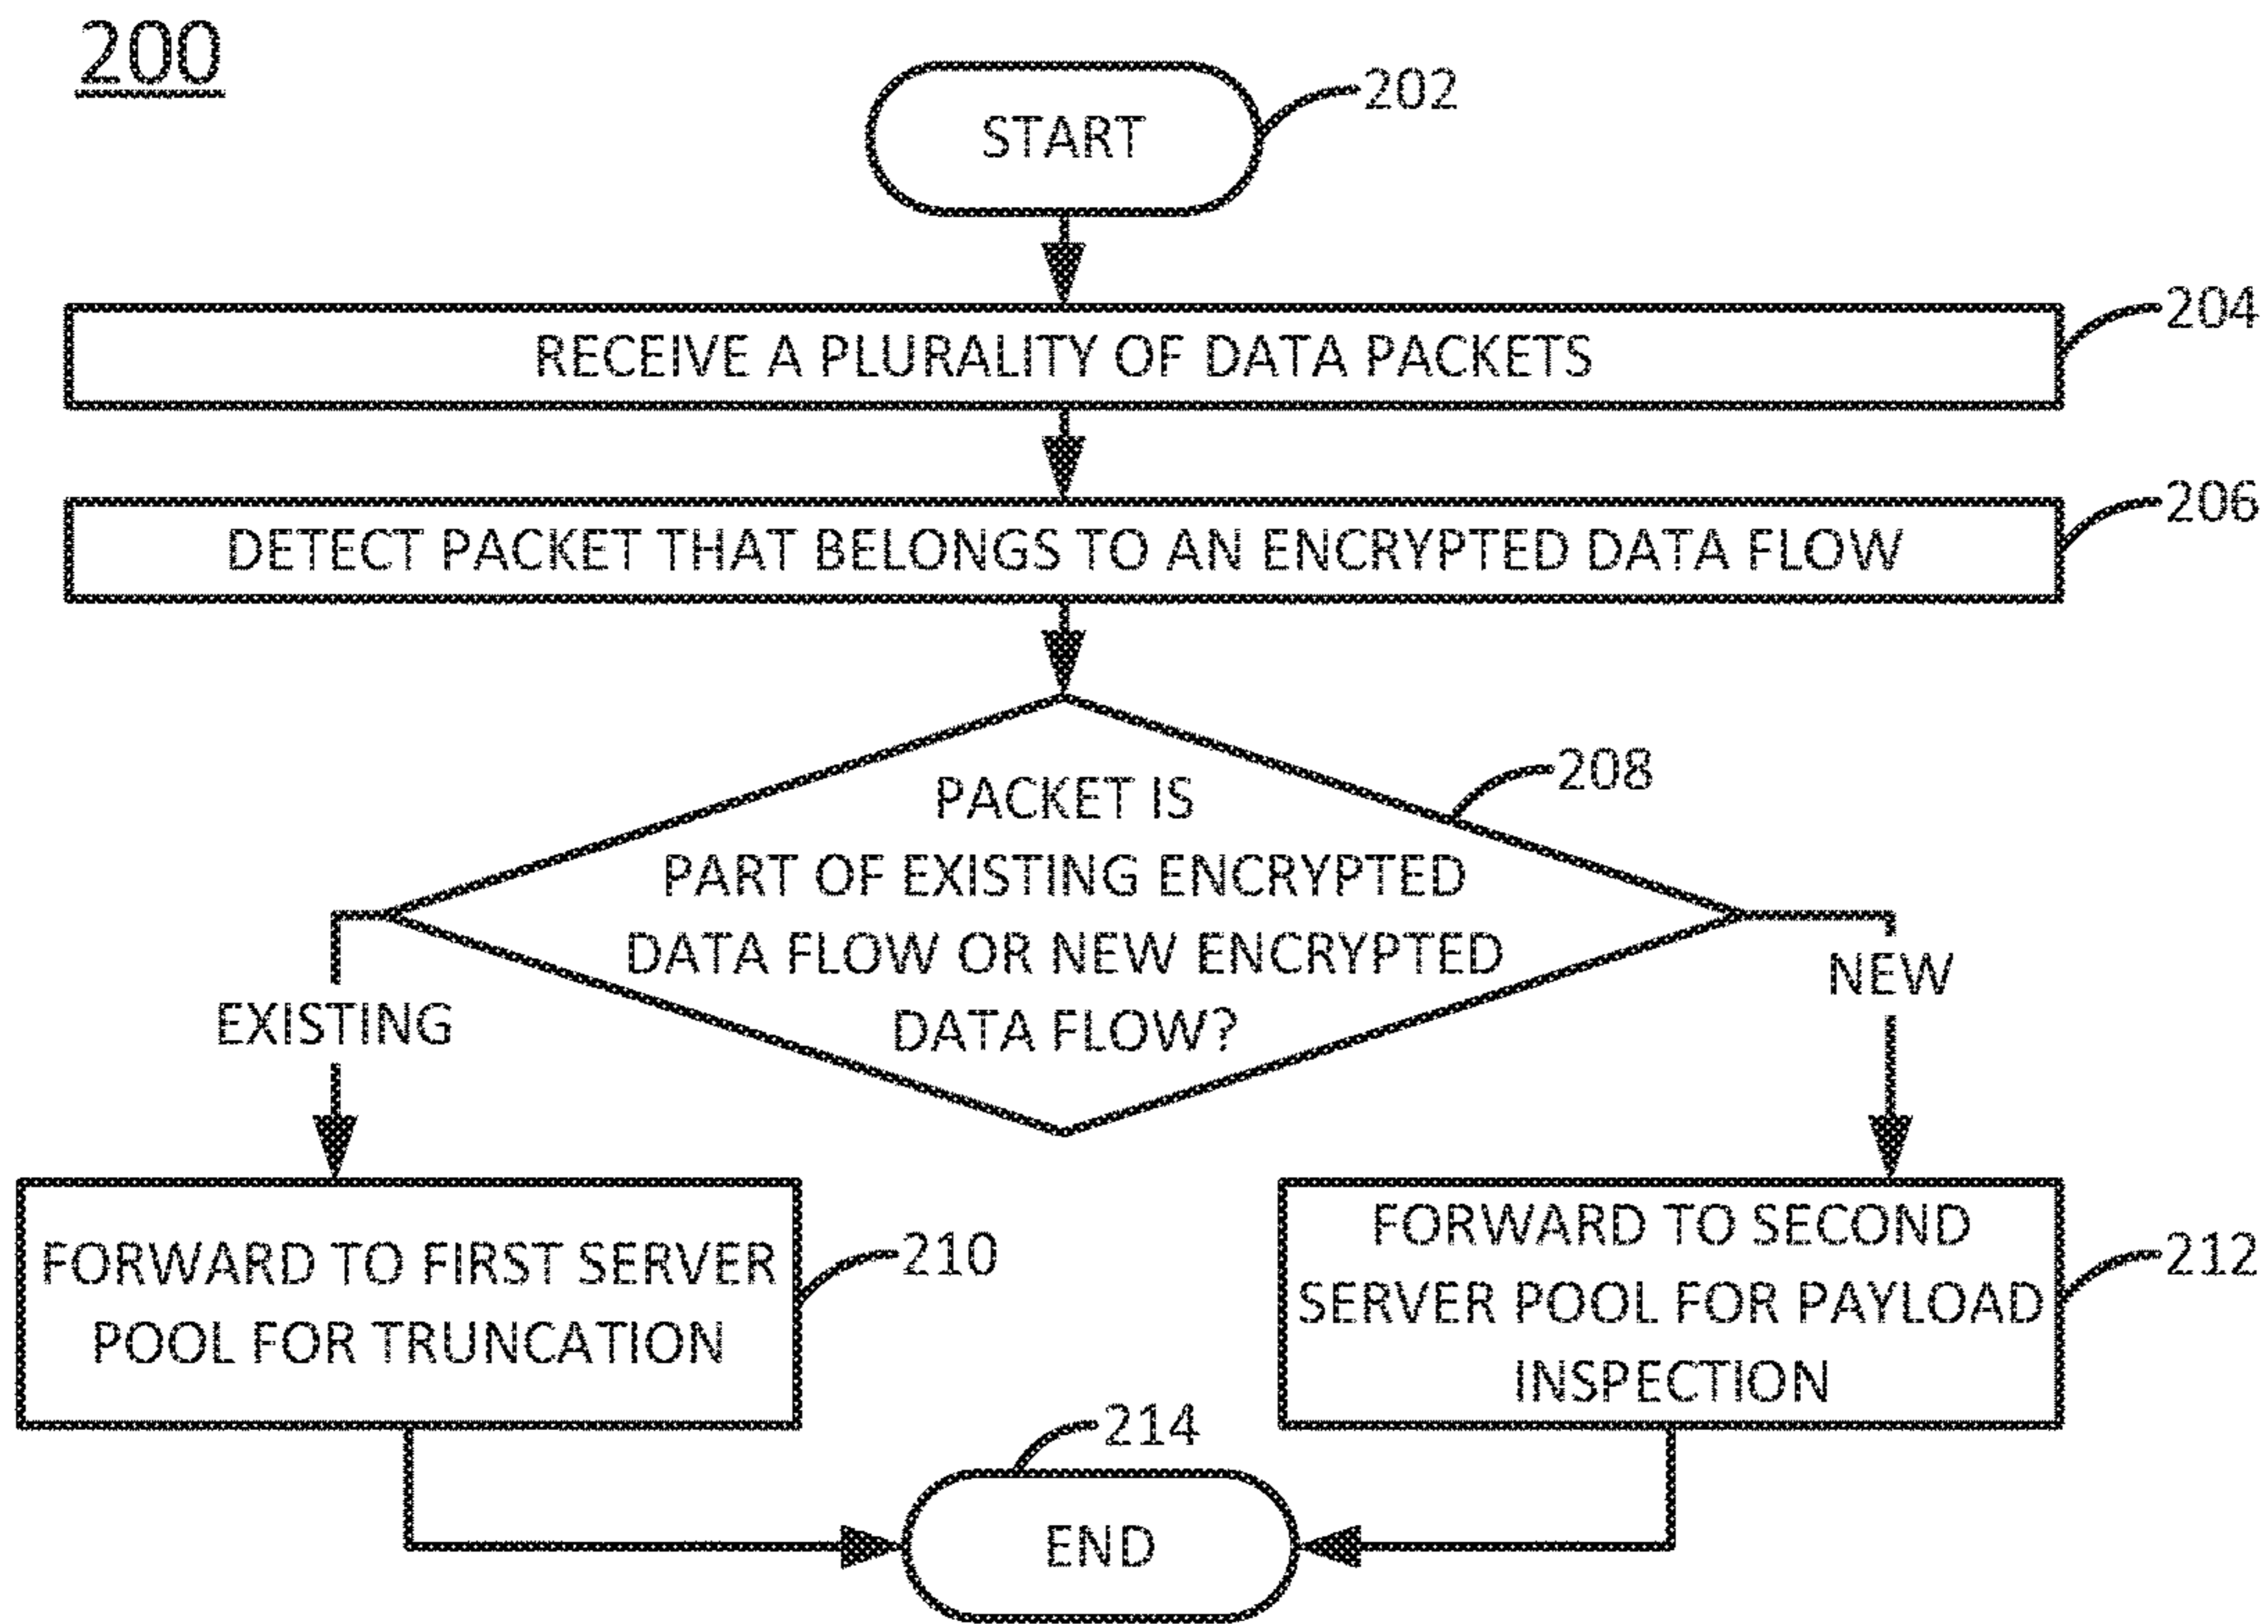 200
START
202
RECEIVE A PLURALITY OF DATA PACKETS
204
DETECT PACKET THAT BELONGS TO AN ENCRYPTED DATA FLOW
206
PACKET IS
PART OF EXISTING ENCRYPTED
DATA FLOW OR NEW ENCRYPTED
DATA FLOW?
208
EXISTING
NEW
FORWARD TO FIRST SERVER
POOL FOR TRUNCATION
210
FORWARD TO SECOND
SERVER POOL FOR PAYLOAD
INSPECTION
212
214
END